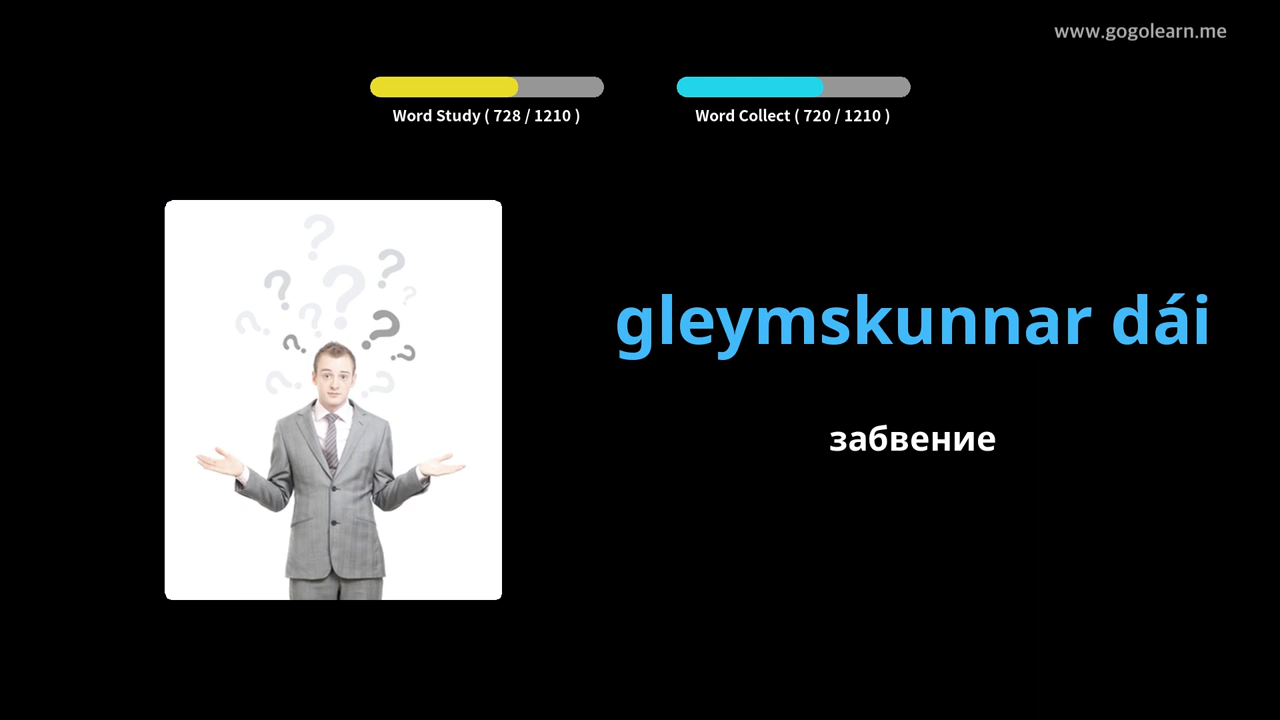 www.gogolearn.me
Word Study ( 728 / 1210 )
Word Collect ( 720 / 1210 )
gleymskunnar dái
забвение